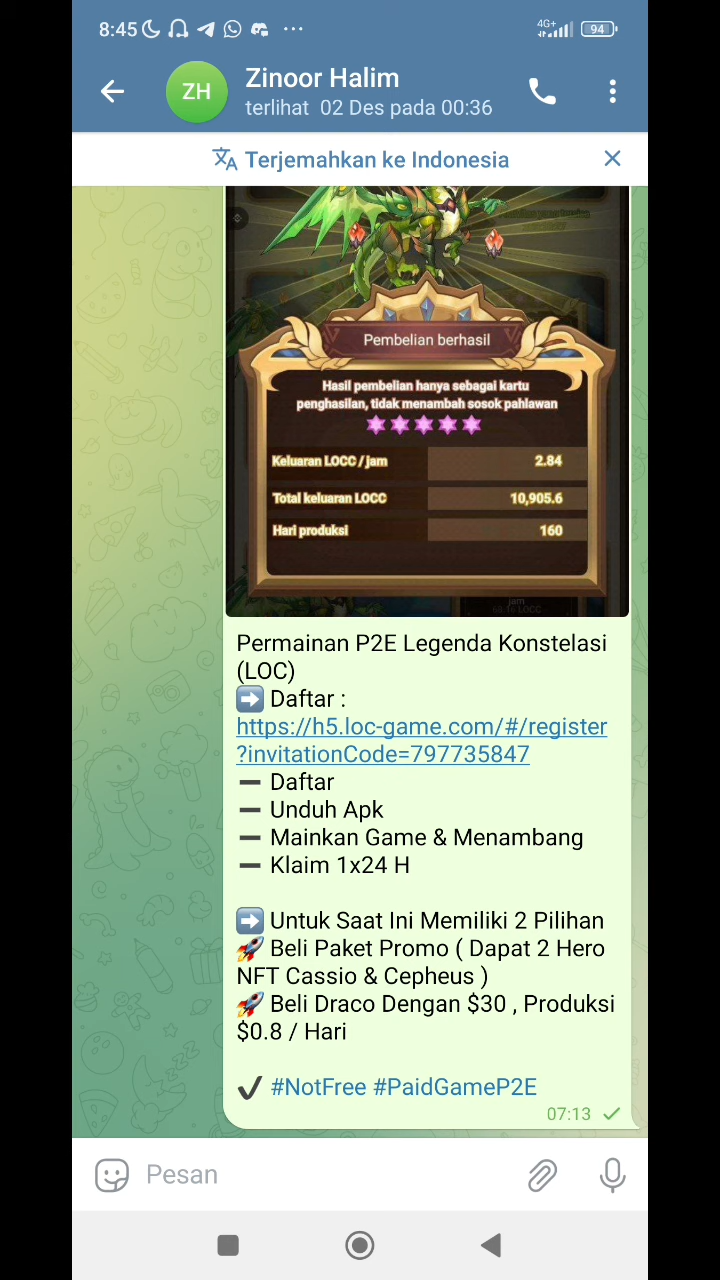 8:45
4G+
94
ZH
Zinoor Halim
terlihat 02 Des pada 00:36
Terjemahkan ke Indonesia
Pembelian berhasil
Hasil pembelian hanya sebagai kartu
penghasilan, tidak menambah sosok pahlawan
Keluaran LOCC / jam 2.84
Total keluaran LOCC 10,905.6
Hari produksi 160
jam
Permainan P2E Legenda Konstelasi
(LOC)
➡️ Daftar :
https://h5.loc-game.com/#/register
?invitationCode=797735847
➖ Daftar
➖ Unduh Apk
➖ Mainkan Game & Menambang
➖ Klaim 1x24 H
➡️ Untuk Saat Ini Memiliki 2 Pilihan
🚀 Beli Paket Promo ( Dapat 2 Hero
NFT Cassio & Cepheus )
🚀 Beli Draco Dengan $30 , Produksi
$0.8 / Hari
✔️ #NotFree #PaidGameP2E
07:13
Pesan